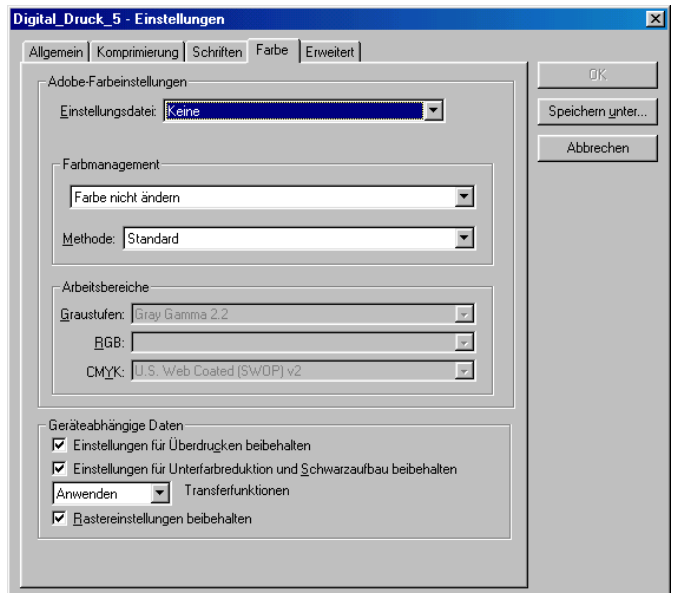 Digital_Druck_5 - Einstellungen
Allgemein Komprimierung Schriften Farbe Erweitert
Adobe-Farbeinstellungen
Einstellungsdatei: Keine
Farbmanagement
Farbe nicht ändern
Methode: Standard
Arbeitsbereiche
Graustufen: Gray Gamma 2.2
RGB:
CMYK: U.S. Web Coated (SWOP) v2
Geräteabhängige Daten
Einstellungen für Überdrucken beibehalten
Einstellungen für Unterfarbreduktion und Schwarzaufbau beibehalten
Anwenden Transferfunktionen
Rastereinstellungen beibehalten
OK
Speichern unter...
Abbrechen